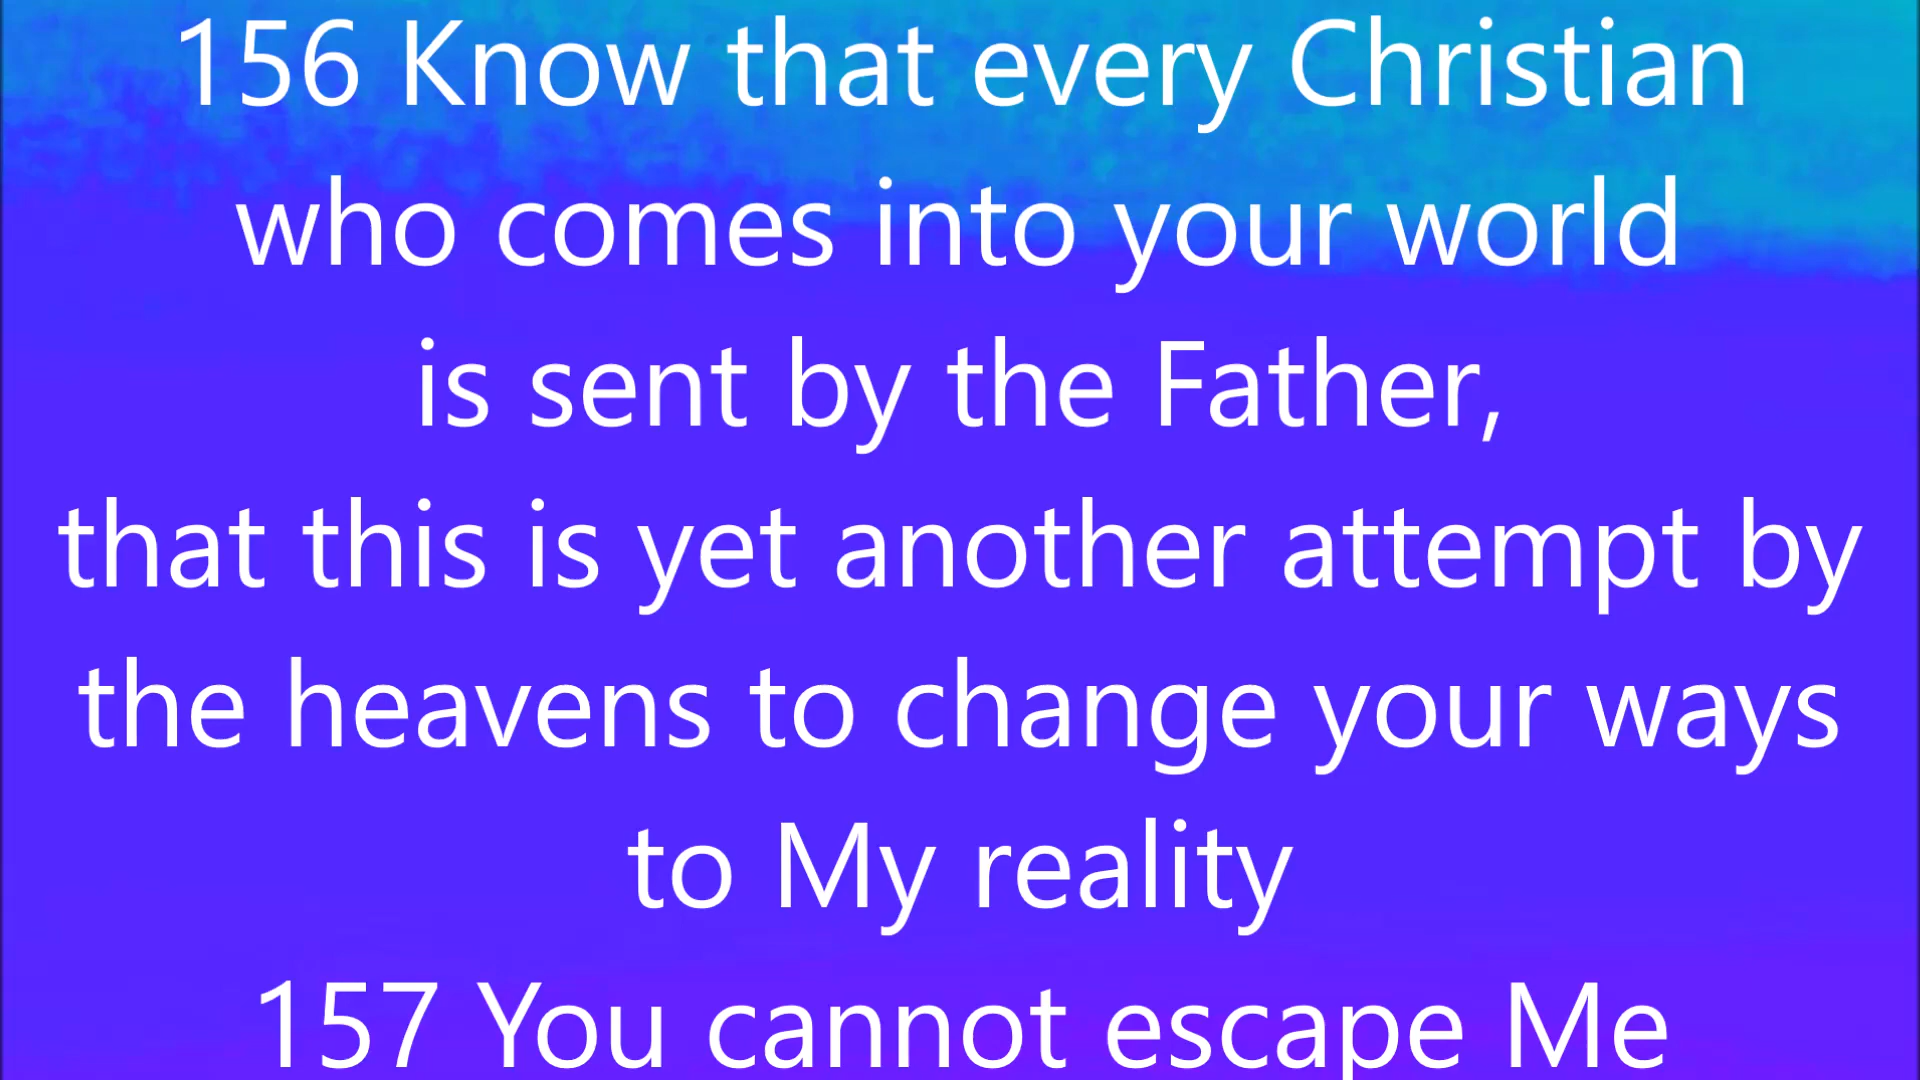 156 Know that every Christian
who comes into your world
is sent by the Father,
that this is yet another attempt by
the heavens to change your ways
to My reality
157 You cannot escape Me